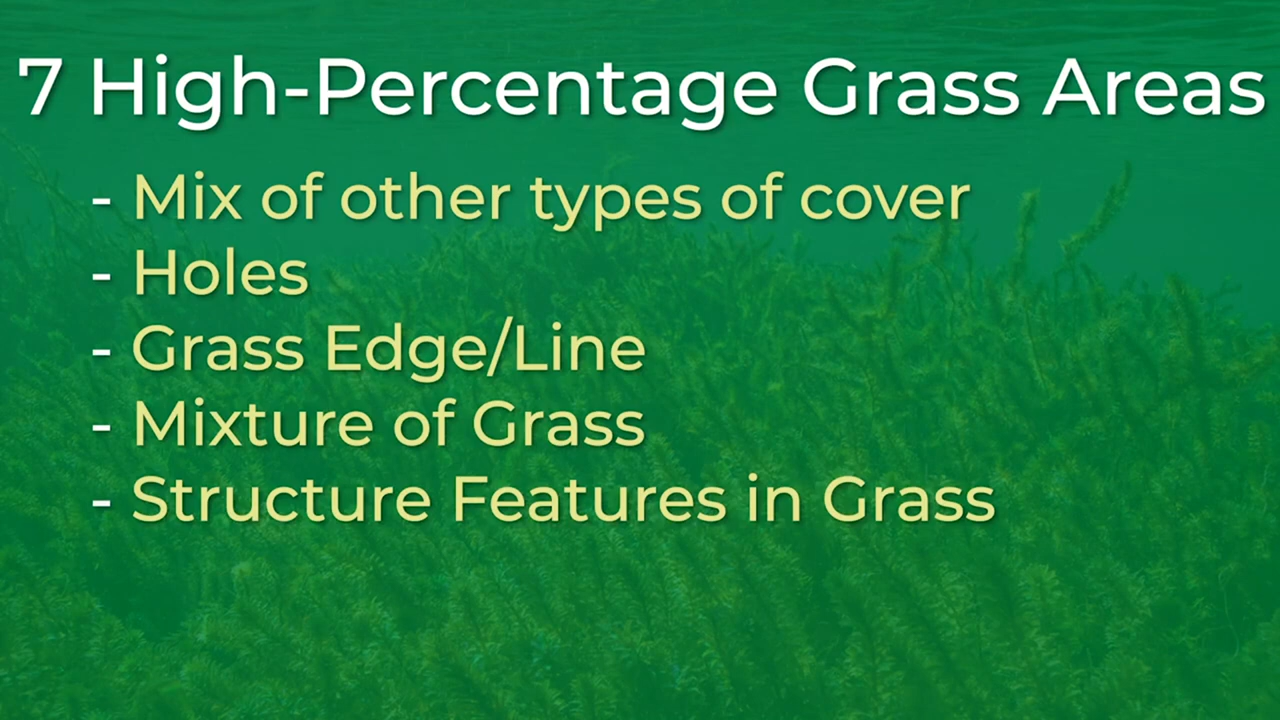 7 High-Percentage Grass Areas
- Mix of other types of cover
- Holes
- Grass Edge/Line
- Mixture of Grass
- Structure Features in Grass